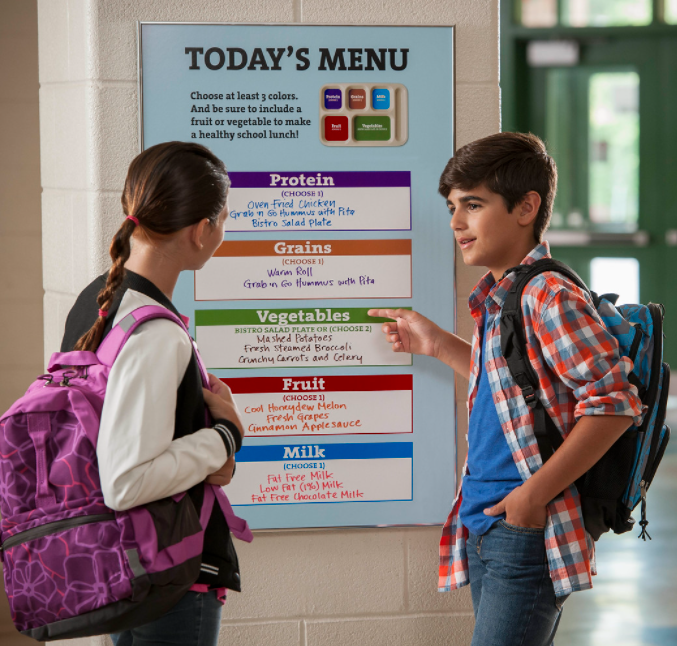 TODAY'S MENU
Choose at least 3 colors.
And be sure to include a
fruit or vegetable to make
a healthy school lunch!
Protein
Grains
Milk
Fruit
Vegetables
Protein
(CHOOSE 1)
Oven Fried Chicken
Grab n Go Hummus with Pita
Bistro Salad Plate
Grains
(CHOOSE 1)
Warm Roll
Grab n Go Hummus with Pita
Vegetables
BISTRO SALAD PLATE OR (CHOOSE 2)
Mashed Potatoes
Fresh Steamed Broccoli
Crunchy Carrots and Celery
Fruit
(CHOOSE 1)
Cool Honeydew Melon
Fresh Grapes
Cinnamon Applesauce
Milk
(CHOOSE 1)
Fat Free Milk
Low Fat (1%) Milk
Fat Free Chocolate Milk